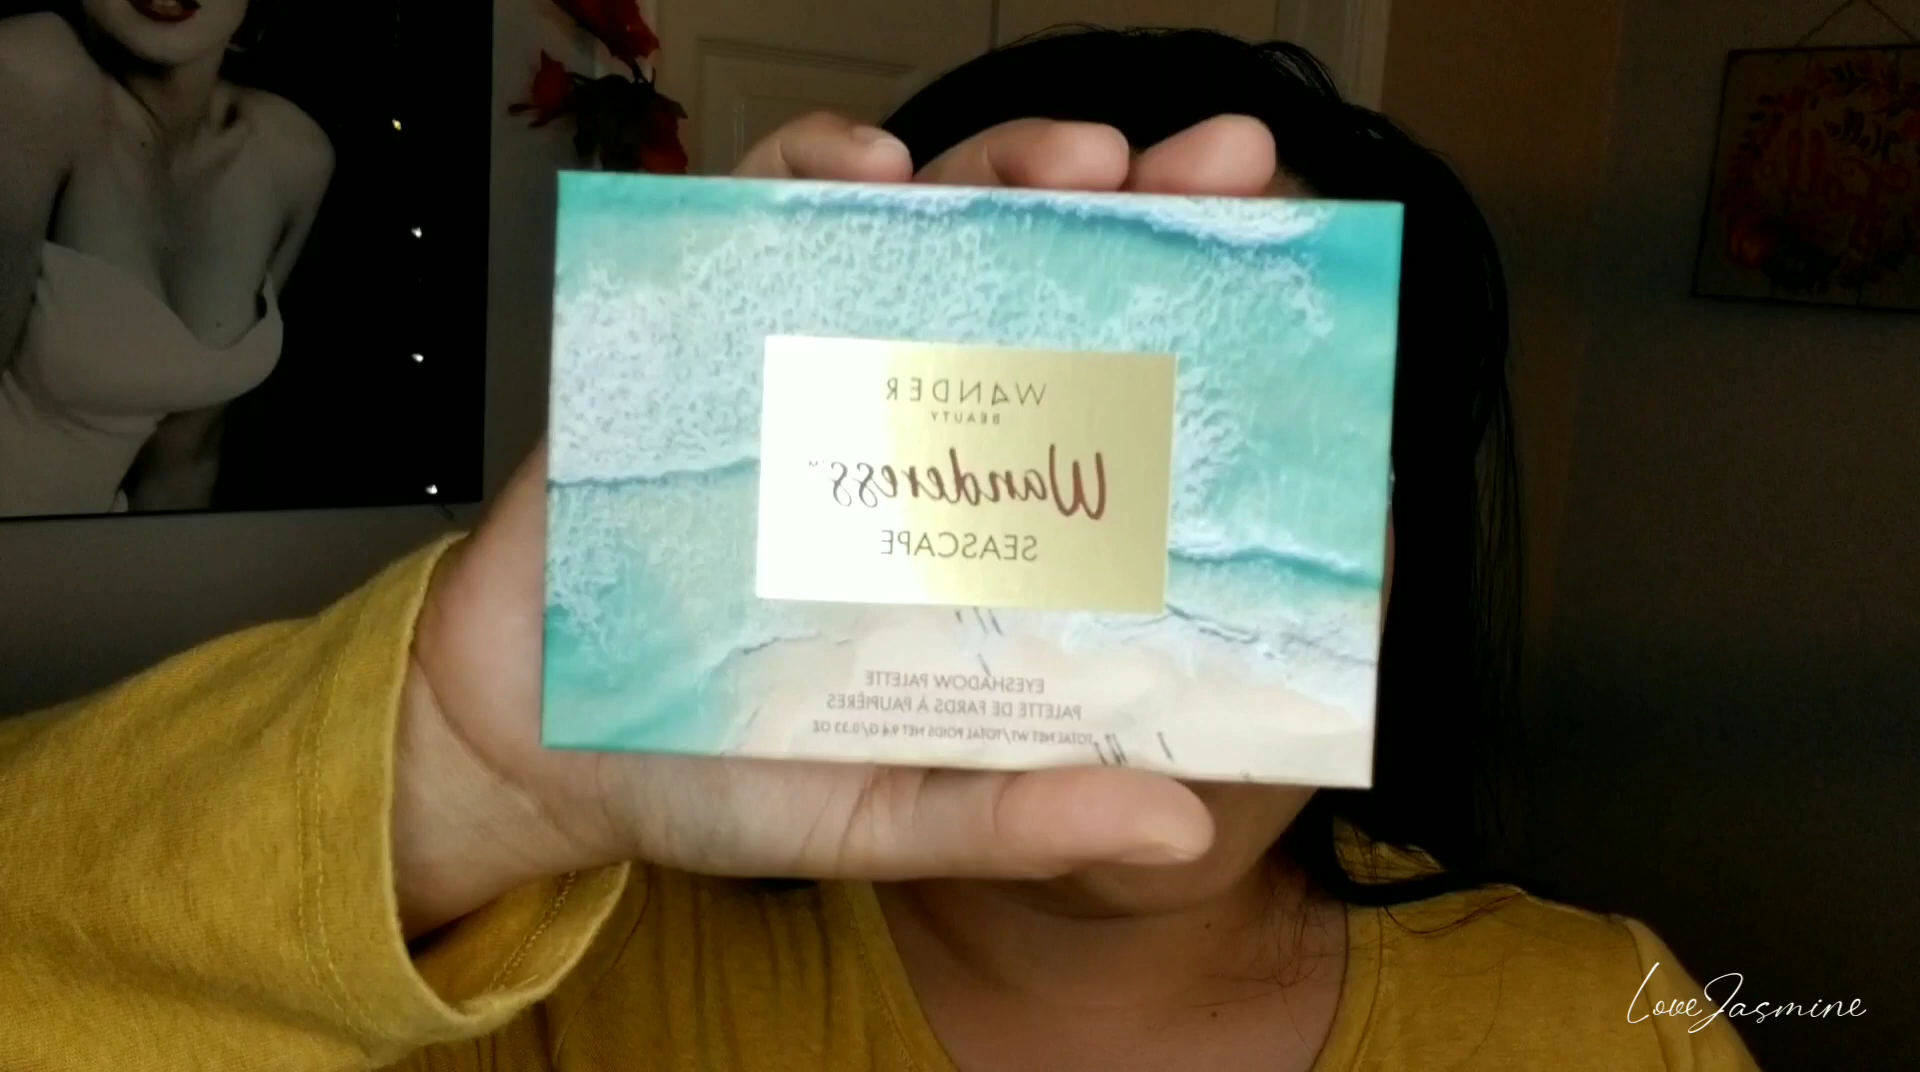 WANDER
BEAUTY
Wanderess™
SEASCAPE
EYESHADOW PALETTE
PALETTE DE FARDS À PAUPIÈRES
TOTAL NET WT/TOTAL POIDS NET 9.4 G/0.33 OZ
LoveJasmine